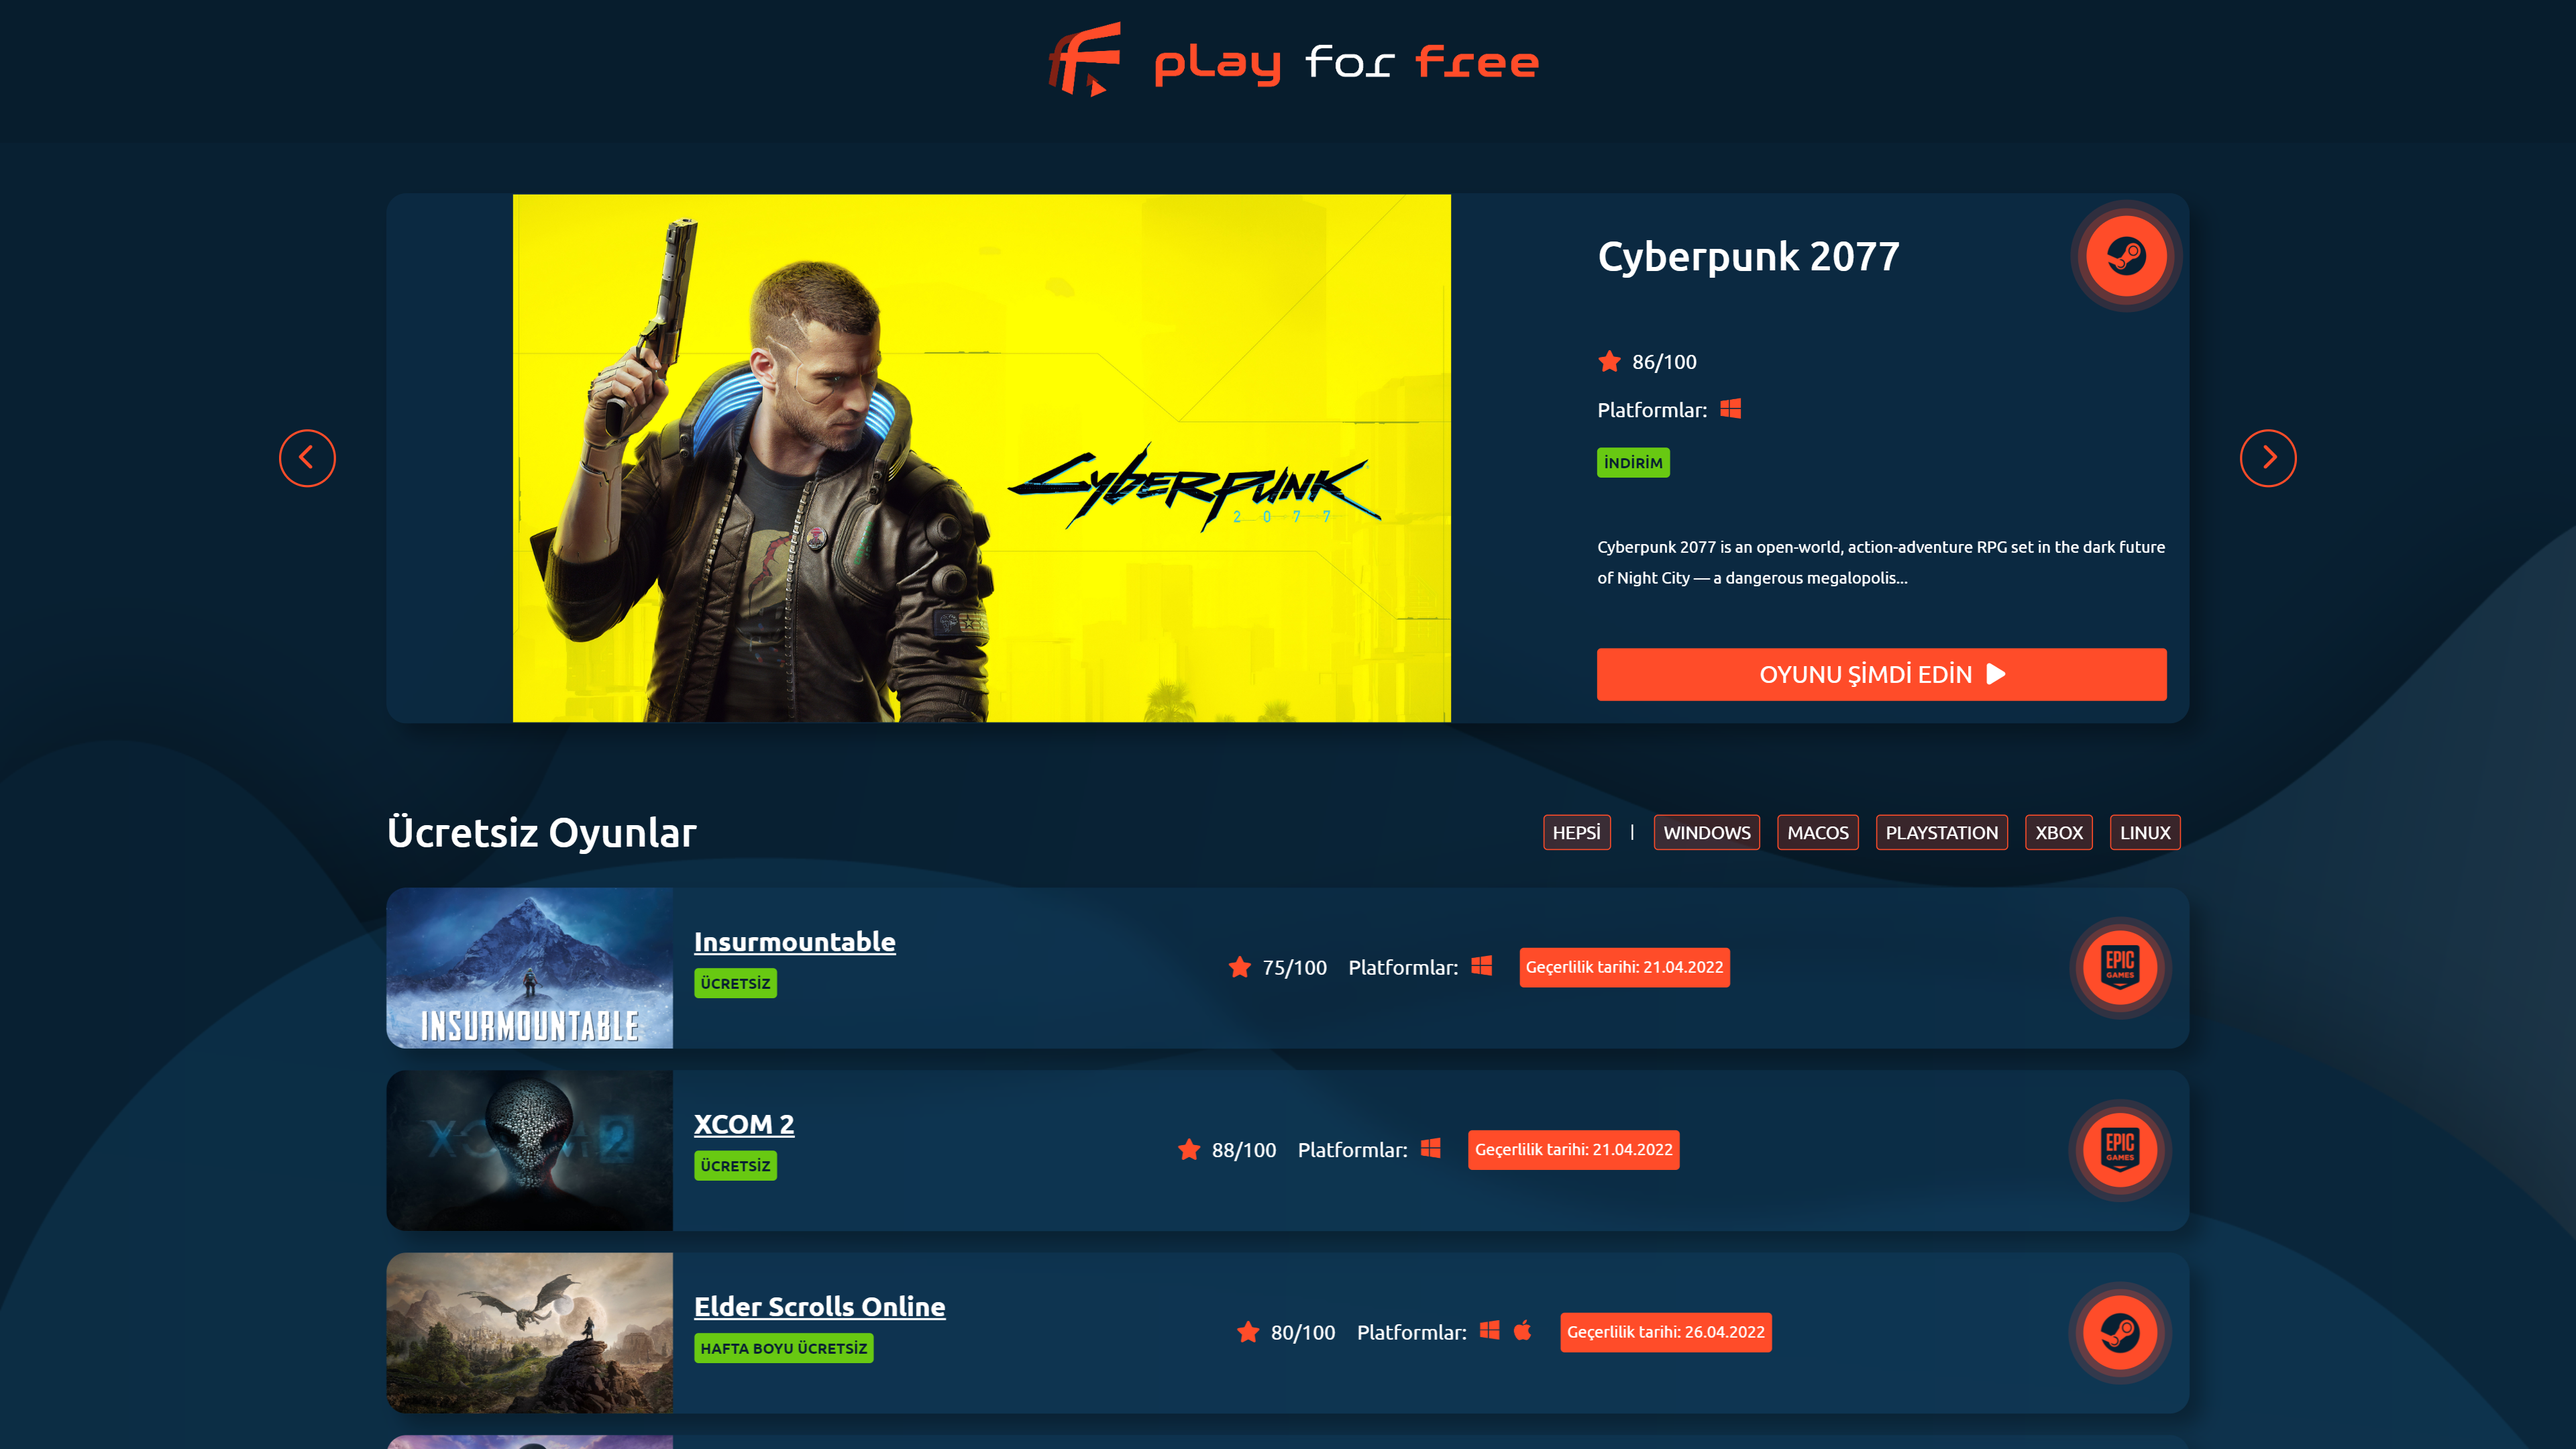 play for free
Cyberpunk 2077
86/100
Platformlar:
İNDİRİM
CYBERPUNK
2077
Cyberpunk 2077 is an open-world, action-adventure RPG set in the dark future
of Night City — a dangerous megalopolis...
OYUNU ŞİMDİ EDİN
Ücretsiz Oyunlar
HEPSİ | WINDOWS MACOS PLAYSTATION XBOX LINUX
INSURMOUNTABLE
Insurmountable
ÜCRETSİZ
75/100 Platformlar: Geçerlilik tarihi: 21.04.2022
EPIC
GAMES
XCOM 2
XCOM 2
ÜCRETSİZ
88/100 Platformlar: Geçerlilik tarihi: 21.04.2022
EPIC
GAMES
Elder Scrolls Online
HAFTA BOYU ÜCRETSİZ
80/100 Platformlar: Geçerlilik tarihi: 26.04.2022